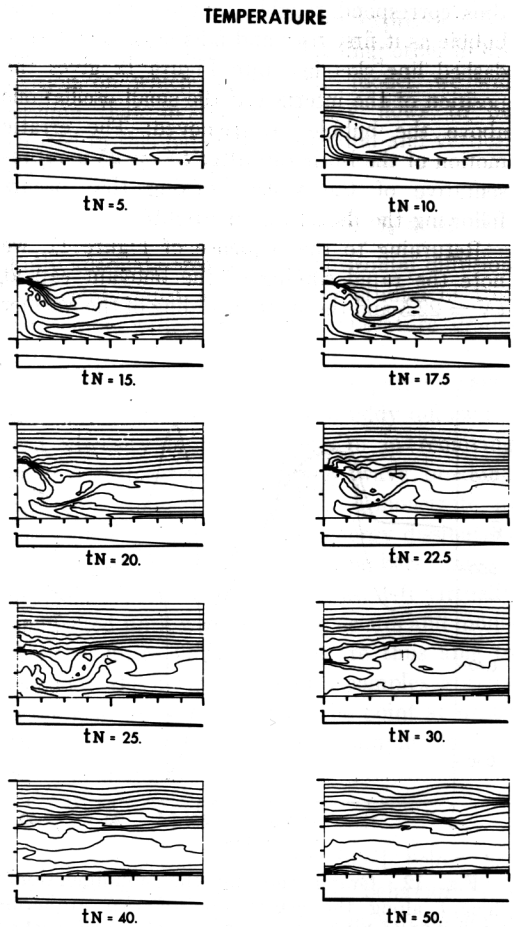 TEMPERATURE
tN = 5.
tN = 10.
tN = 15.
tN = 17.5
tN = 20.
tN = 22.5
tN = 25.
tN = 30.
tN = 40.
tN = 50.